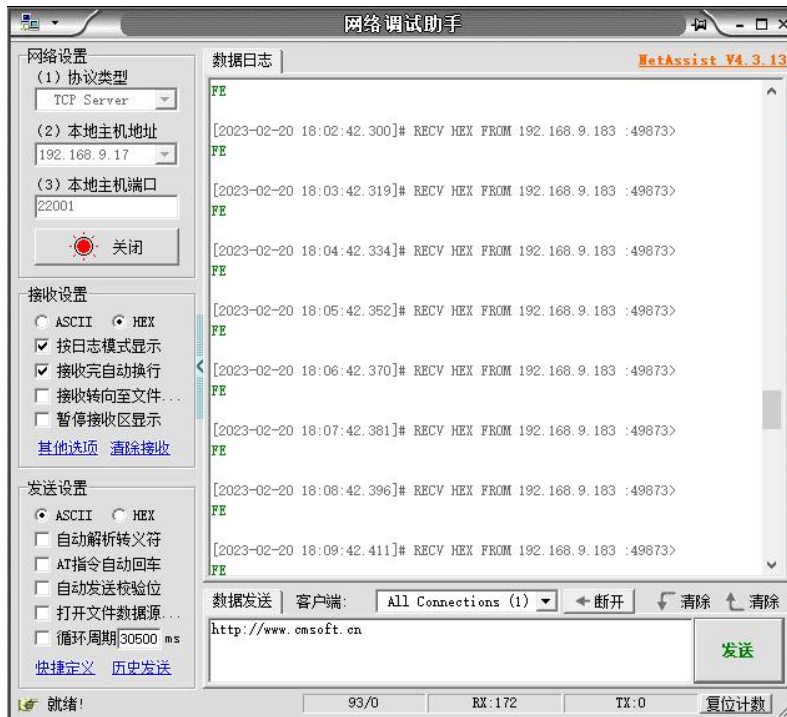 网络调试助手
网络设置
(1) 协议类型
TCP Server
(2) 本地主机地址
192.168.9.17
(3) 本地主机端口
22001
关闭
接收设置
ASCII HEX
按日志模式显示
接收完自动换行
接收转向至文件...
暂停接收区显示
其他选项 清除接收
发送设置
ASCII HEX
自动解析转义符
AT指令自动回车
自动发送校验位
打开文件数据源...
循环周期 30500 ms
快捷定义 历史发送
数据日志 NetAssist V4.3.13
FE
[2023-02-20 18:02:42.300]# RECV HEX FROM 192.168.9.183 :49873>
FE
[2023-02-20 18:03:42.319]# RECV HEX FROM 192.168.9.183 :49873>
FE
[2023-02-20 18:04:42.334]# RECV HEX FROM 192.168.9.183 :49873>
FE
[2023-02-20 18:05:42.352]# RECV HEX FROM 192.168.9.183 :49873>
FE
[2023-02-20 18:06:42.370]# RECV HEX FROM 192.168.9.183 :49873>
FE
[2023-02-20 18:07:42.381]# RECV HEX FROM 192.168.9.183 :49873>
FE
[2023-02-20 18:08:42.396]# RECV HEX FROM 192.168.9.183 :49873>
FE
[2023-02-20 18:09:42.411]# RECV HEX FROM 192.168.9.183 :49873>
FE
数据发送 客户端: All Connections (1) 断开 清除 清除
http://www.cmsoft.cn
发送
就绪! 93/0 RX:172 TX:0 复位计数